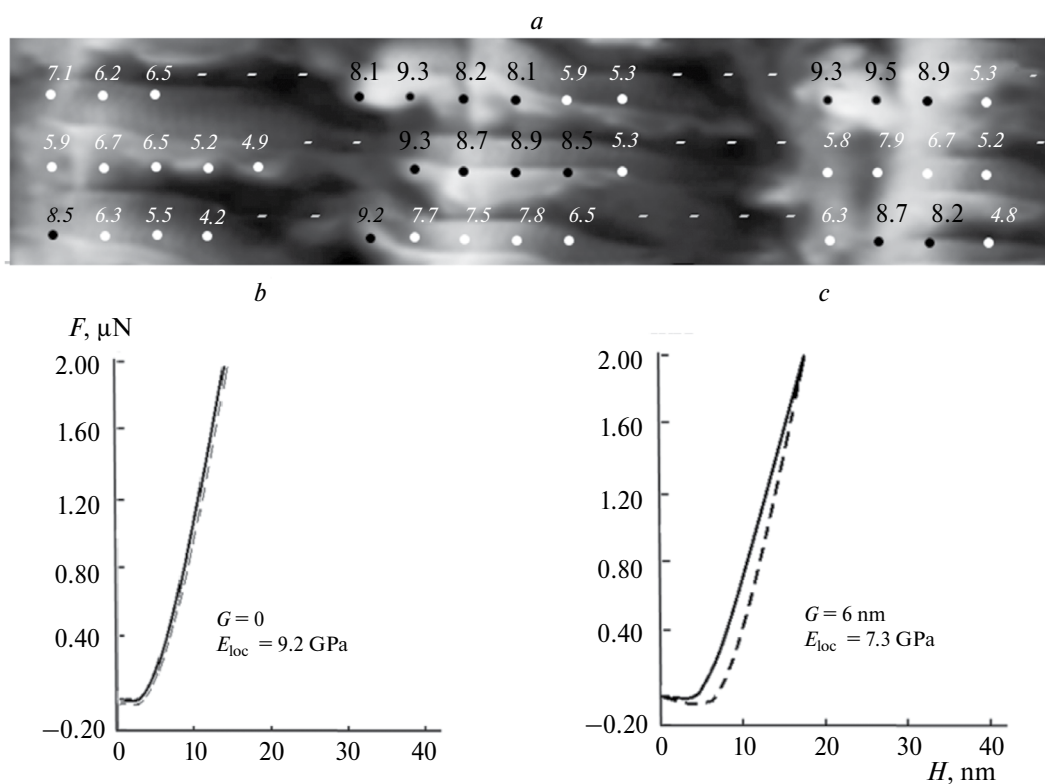 a
7.1 6.2 6.5 - - - 8.1 9.3 8.2 8.1 5.9 5.3 - - - 9.3 9.5 8.9 5.3 -
5.9 6.7 6.5 5.2 4.9 - - 9.3 8.7 8.9 8.5 5.3 - - - 5.8 7.9 6.7 5.2 -
8.5 6.3 5.5 4.2 - - 9.2 7.7 7.5 7.8 6.5 - - - - 6.3 8.7 8.2 4.8
b
F, μN
2.00
1.60
1.20
0.80
0.40
−0.20
G = 0
Eloc = 9.2 GPa
0 10 20 30 40
c
2.00
1.60
1.20
0.80
0.40
−0.20
G = 6 nm
Eloc = 7.3 GPa
0 10 20 30 40
H, nm